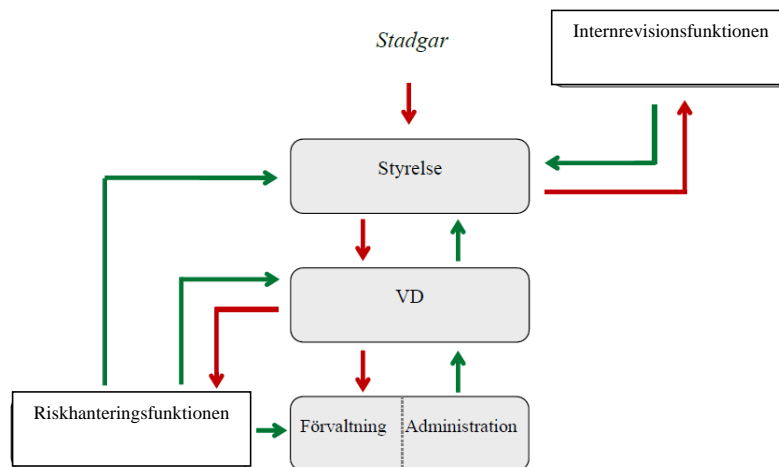 Internrevisionsfunktionen
Stadgar
Styrelse
VD
Riskhanteringsfunktionen
Förvaltning
Administration